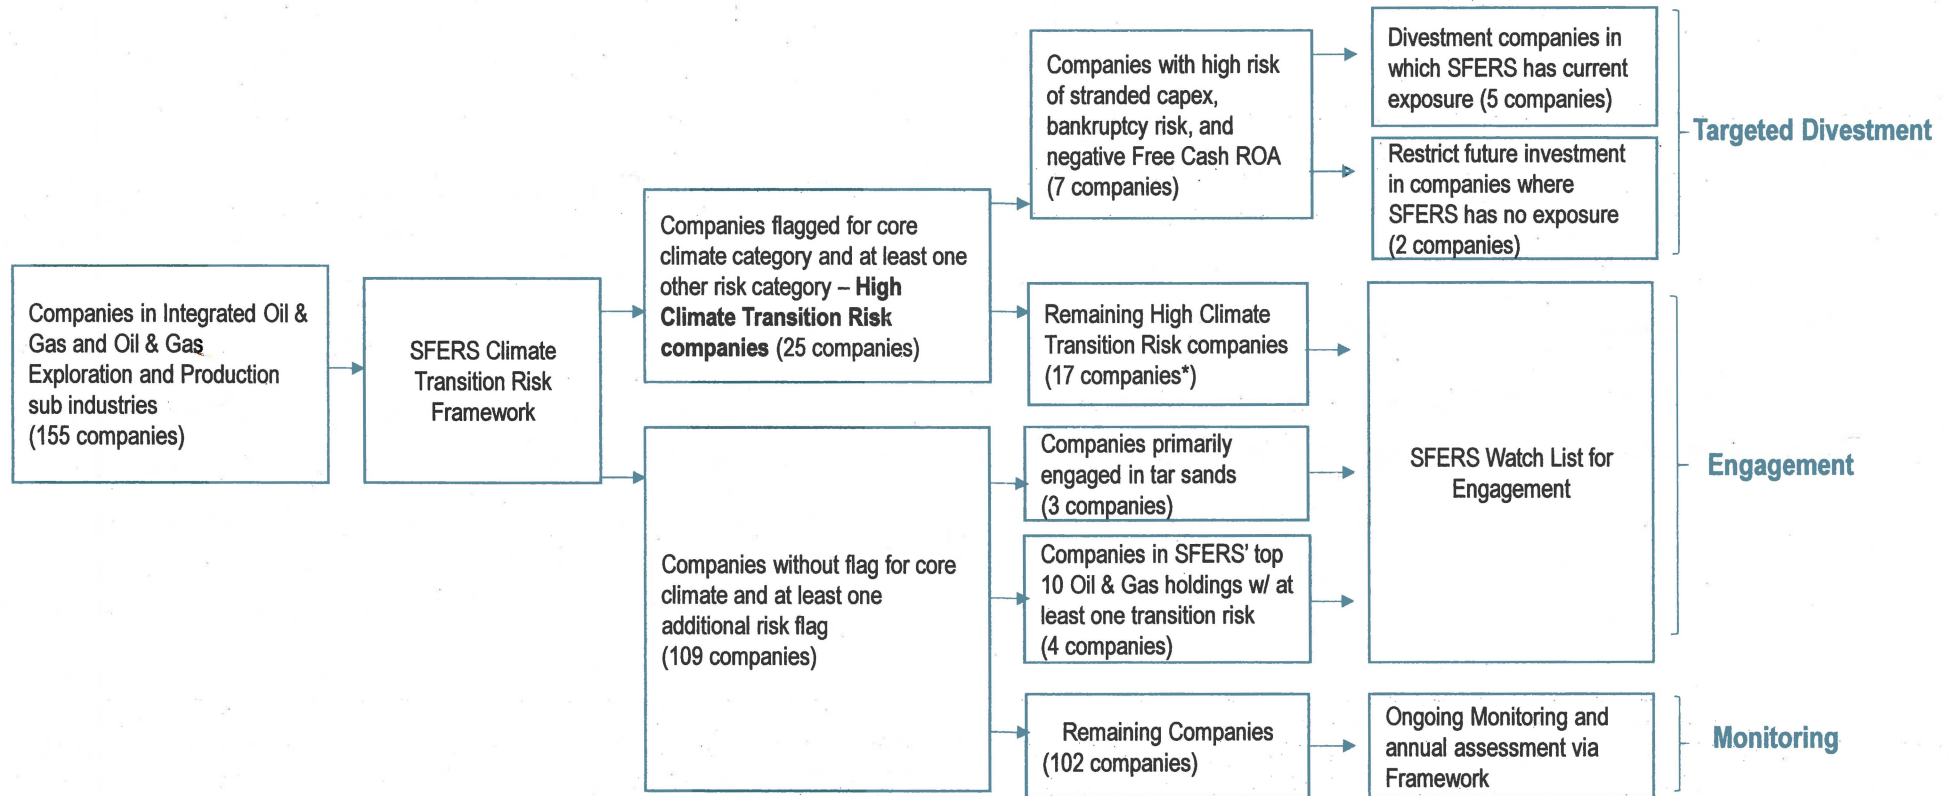 Companies in Integrated Oil &
Gas and Oil & Gas
Exploration and Production
sub industries
(155 companies)
SFERS Climate
Transition Risk
Framework
Companies flagged for core
climate category and at least one
other risk category – High
Climate Transition Risk
companies (25 companies)
Companies without flag for core
climate and at least one
additional risk flag
(109 companies)
Companies with high risk
of stranded capex,
bankruptcy risk, and
negative Free Cash ROA
(7 companies)
Remaining High Climate
Transition Risk companies
(17 companies*)
Companies primarily
engaged in tar sands
(3 companies)
Companies in SFERS' top
10 Oil & Gas holdings w/ at
least one transition risk
(4 companies)
Remaining Companies
(102 companies)
Divestment companies in
which SFERS has current
exposure (5 companies)
Restrict future investment
in companies where
SFERS has no exposure
(2 companies)
SFERS Watch List for
Engagement
Ongoing Monitoring and
annual assessment via
Framework
Targeted Divestment
Engagement
Monitoring